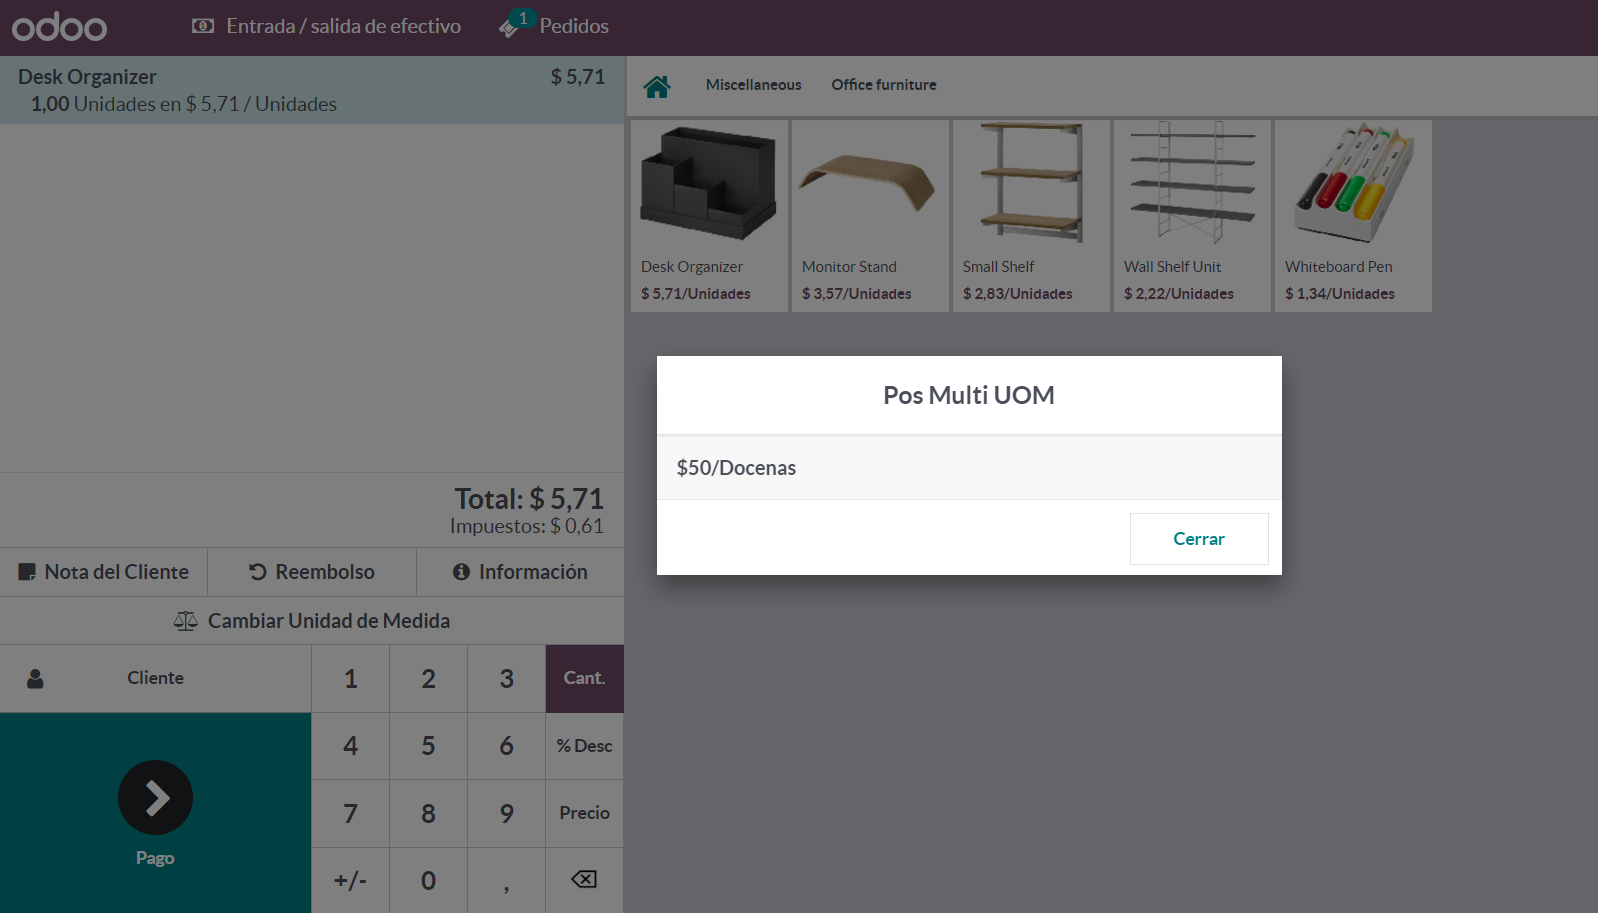 odoo
Entrada / salida de efectivo
1
Pedidos
Desk Organizer
$ 5,71
1,00 Unidades en $ 5,71 / Unidades
Miscellaneous
Office furniture
Desk Organizer
$ 5,71/Unidades
Monitor Stand
$ 3,57/Unidades
Small Shelf
$ 2,83/Unidades
Wall Shelf Unit
$ 2,22/Unidades
Whiteboard Pen
$ 1,34/Unidades
Pos Multi UOM
$50/Docenas
Cerrar
Total: $ 5,71
Impuestos: $ 0,61
Nota del Cliente
Reembolso
Información
Cambiar Unidad de Medida
Cliente
1
2
3
Cant.
4
5
6
% Desc
7
8
9
Precio
Pago
+/-
0
,